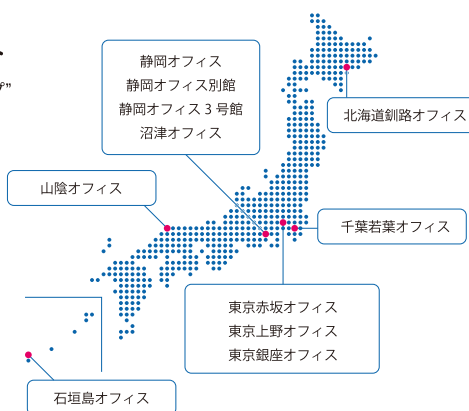 静岡オフィス
静岡オフィス別館
静岡オフィス３号館
沼津オフィス
北海道釧路オフィス
山陰オフィス
千葉若葉オフィス
東京赤坂オフィス
東京上野オフィス
東京銀座オフィス
石垣島オフィス